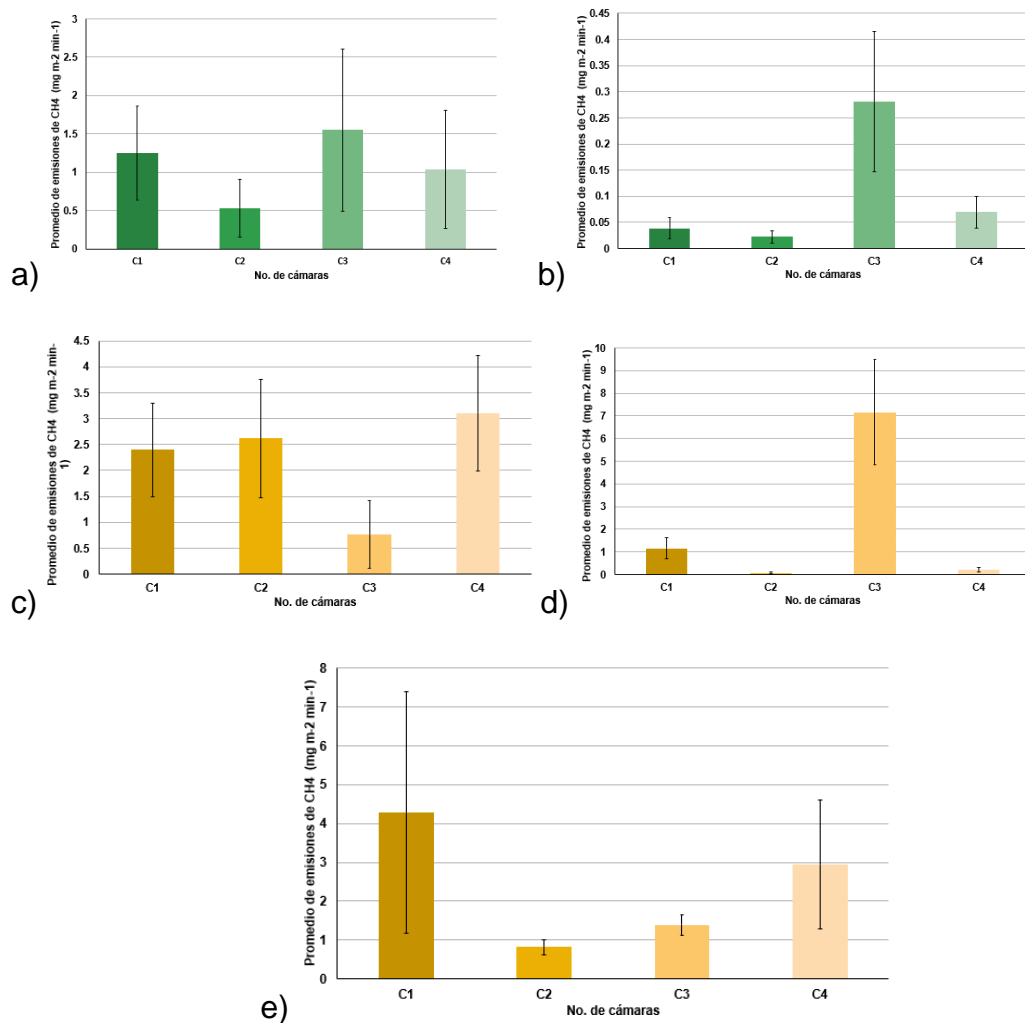 Promedio de emisiones de CH4 (mg m-2 min-1)
3
2.5
2
1.5
1
0.5
0
C1 C2 C3 C4
No. de cámaras
a)
Promedio de emisiones de CH4 (mg m-2 min-1)
0.45
0.4
0.35
0.3
0.25
0.2
0.15
0.1
0.05
0
C1 C2 C3 C4
No. de cámaras
b)
Promedio de emisiones de CH4 (mg m-2 min-
1)
4.5
4
3.5
3
2.5
2
1.5
1
0.5
0
C1 C2 C3 C4
No. de cámaras
c)
Promedio de emisiones de CH4 (mg m-2 min-1)
10
9
8
7
6
5
4
3
2
1
0
C1 C2 C3 C4
No. de cámaras
d)
Promedio de emisiones de CH4 (mg m-2 min-1)
8
7
6
5
4
3
2
1
0
C1 C2 C3 C4
No. de cámaras
e)